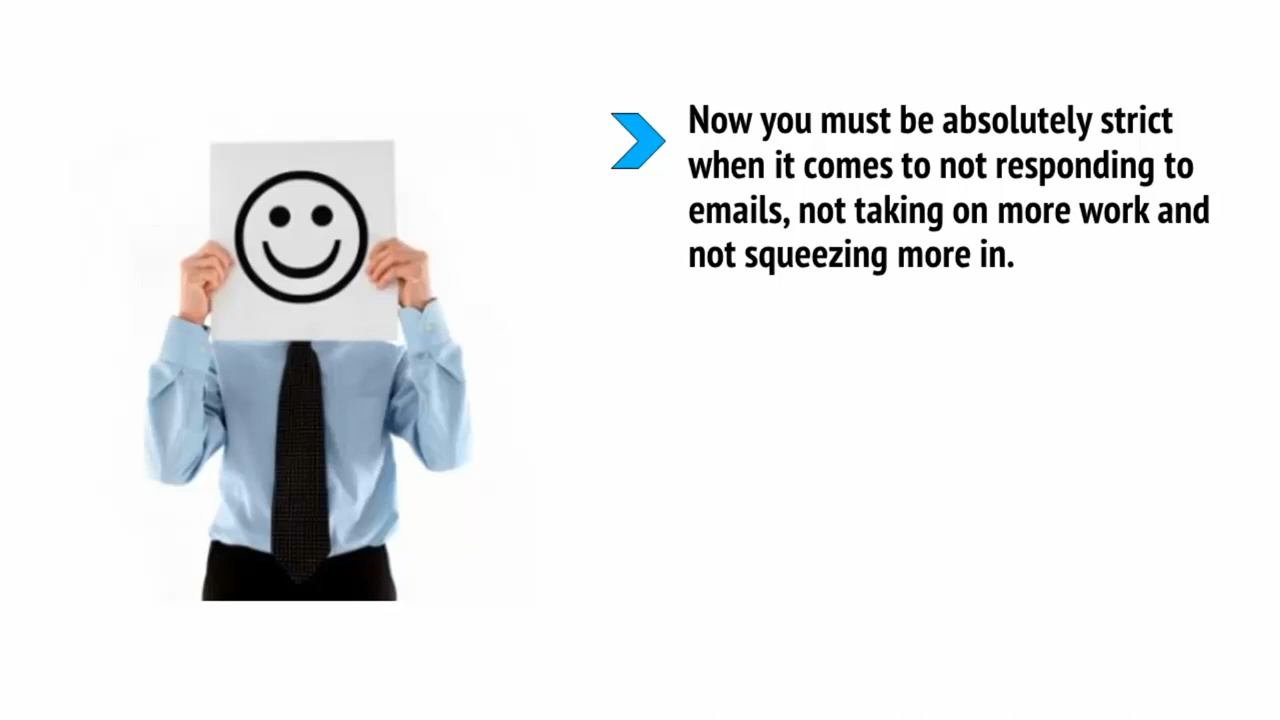 Now you must be absolutely strict
when it comes to not responding to
emails, not taking on more work and
not squeezing more in.